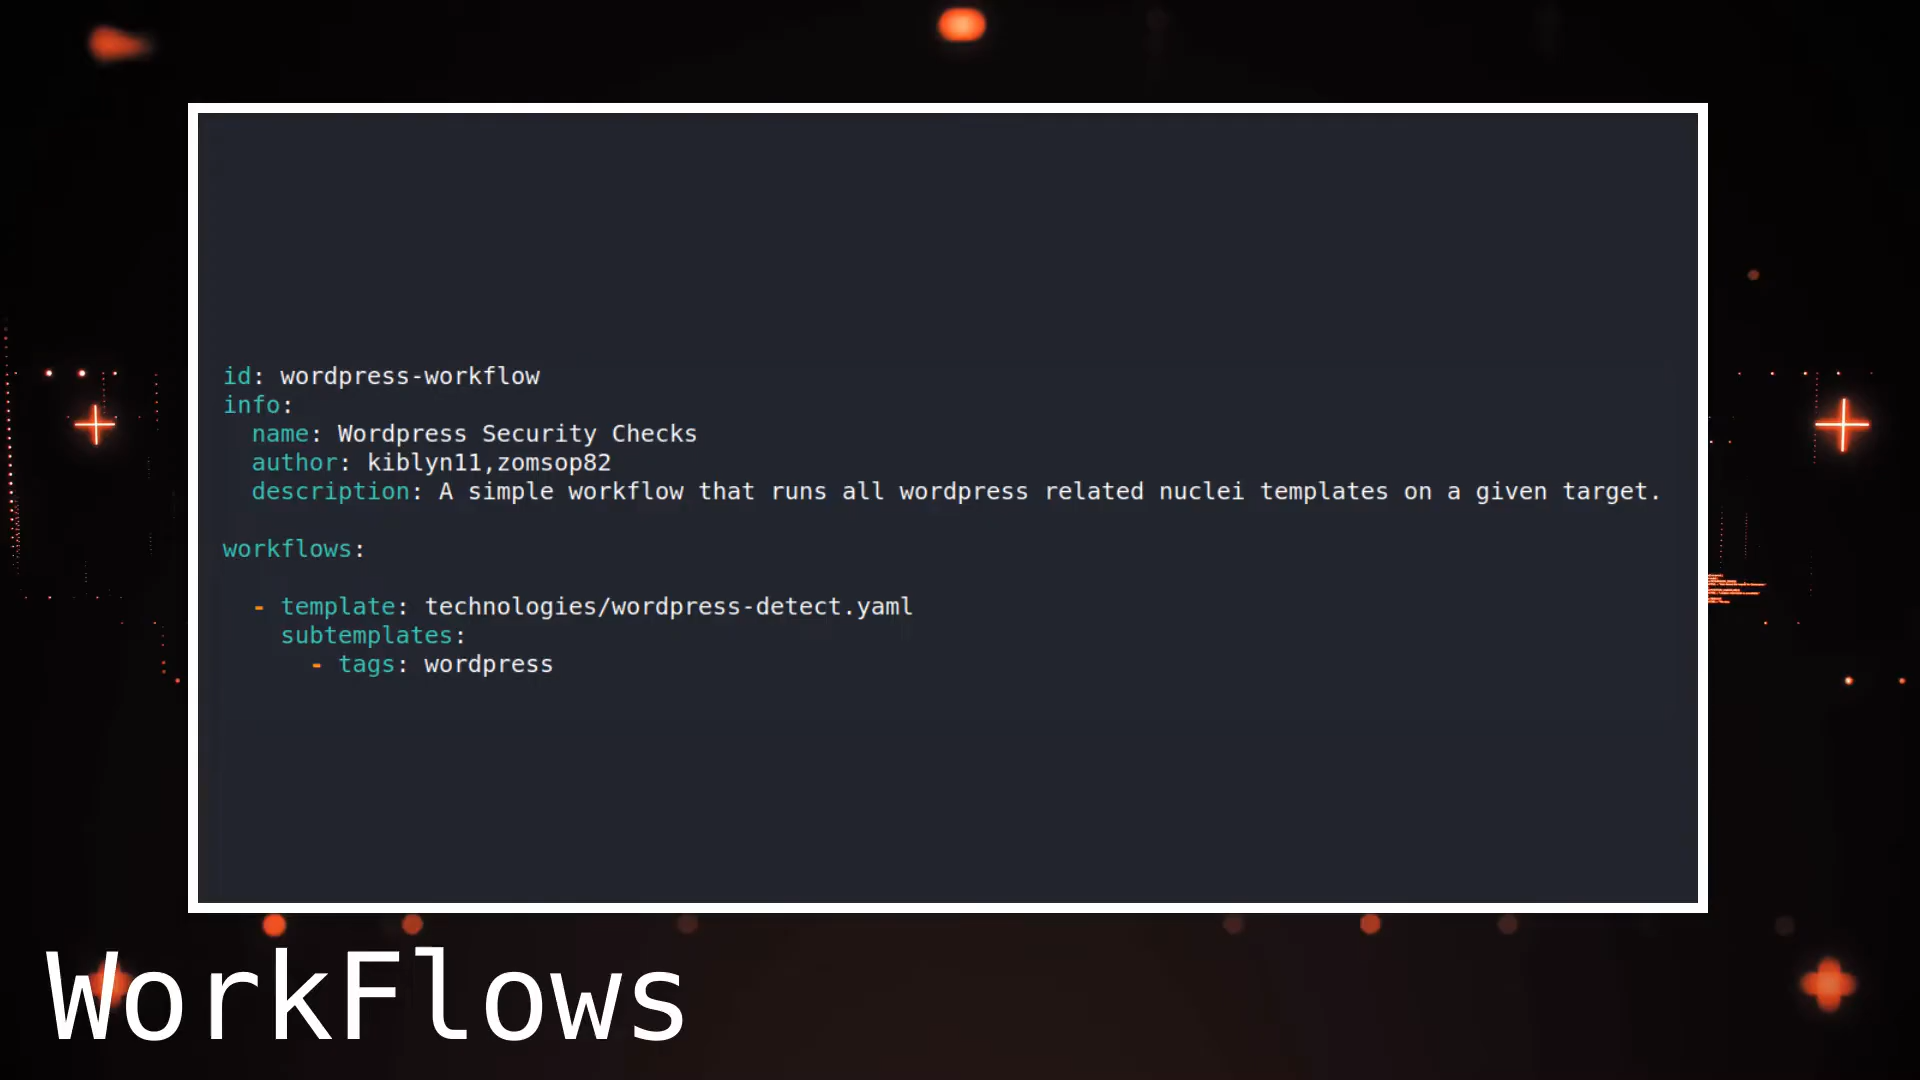 id: wordpress-workflow
info:
  name: Wordpress Security Checks
  author: kiblyn11,zomsop82
  description: A simple workflow that runs all wordpress related nuclei templates on a given target.
workflows:
  - template: technologies/wordpress-detect.yaml
    subtemplates:
      - tags: wordpress
WorkFlows